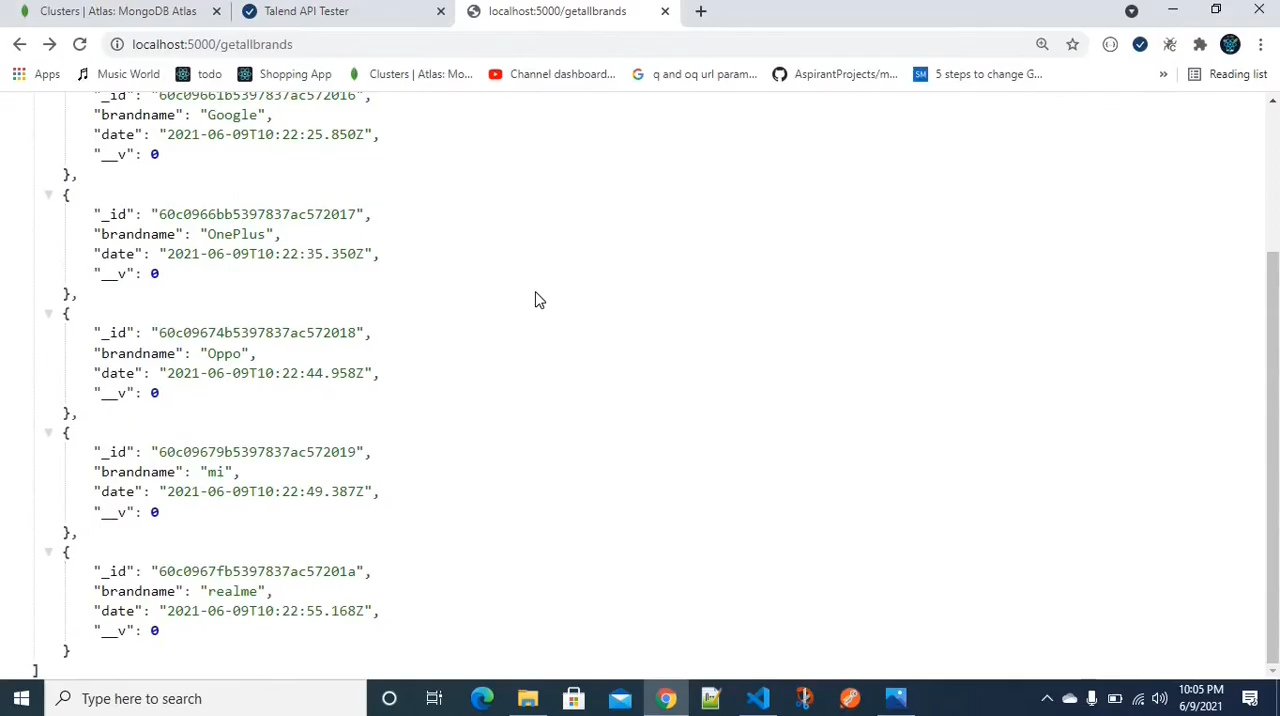 Clusters | Atlas: MongoDB Atlas
Talend API Tester
localhost:5000/getallbrands
localhost:5000/getallbrands
Apps
Music World
todo
Shopping App
Clusters | Atlas: Mo...
Channel dashboard...
q and oq url param...
AspirantProjects/m...
SM
5 steps to change G...
»
Reading list
"_id": "60c09661b5397837ac572016",
"brandname": "Google",
"date": "2021-06-09T10:22:25.850Z",
"__v": 0
},
{
"_id": "60c0966bb5397837ac572017",
"brandname": "OnePlus",
"date": "2021-06-09T10:22:35.350Z",
"__v": 0
},
{
"_id": "60c09674b5397837ac572018",
"brandname": "Oppo",
"date": "2021-06-09T10:22:44.958Z",
"__v": 0
},
{
"_id": "60c09679b5397837ac572019",
"brandname": "mi",
"date": "2021-06-09T10:22:49.387Z",
"__v": 0
},
{
"_id": "60c0967fb5397837ac57201a",
"brandname": "realme",
"date": "2021-06-09T10:22:55.168Z",
"__v": 0
}
]
Type here to search
10:05 PM
6/9/2021